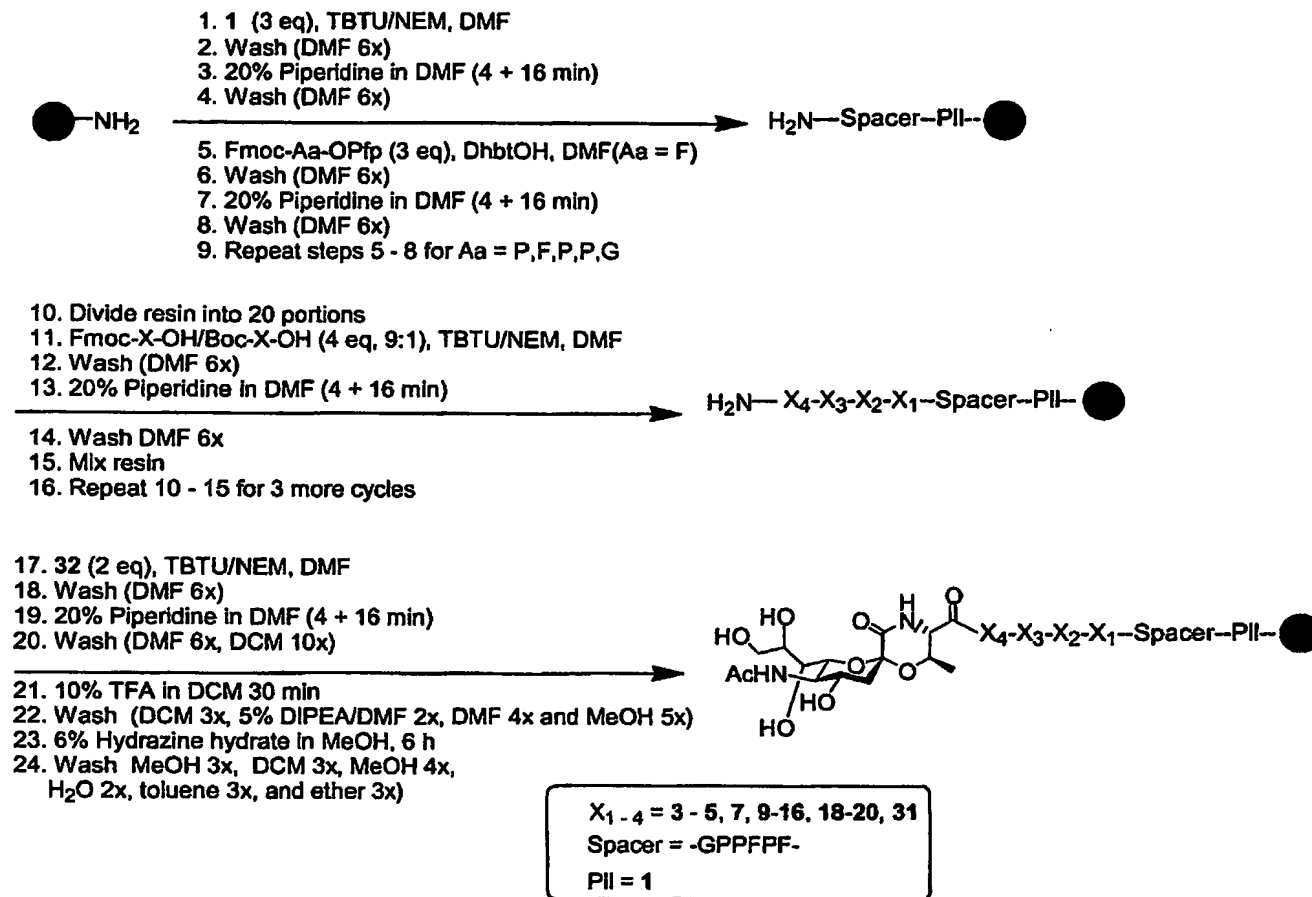 1. 1 (3 eq), TBTU/NEM, DMF
2. Wash (DMF 6x)
3. 20% Piperidine in DMF (4 + 16 min)
4. Wash (DMF 6x)
NH2
H2N—Spacer--PII--
5. Fmoc-Aa-OPfp (3 eq), DhbtOH, DMF(Aa = F)
6. Wash (DMF 6x)
7. 20% Piperidine in DMF (4 + 16 min)
8. Wash (DMF 6x)
9. Repeat steps 5 - 8 for Aa = P,F,P,P,G
10. Divide resin into 20 portions
11. Fmoc-X-OH/Boc-X-OH (4 eq, 9:1), TBTU/NEM, DMF
12. Wash (DMF 6x)
13. 20% Piperidine in DMF (4 + 16 min)
H2N— X4-X3-X2-X1–Spacer--PII--
14. Wash DMF 6x
15. Mix resin
16. Repeat 10 - 15 for 3 more cycles
17. 32 (2 eq), TBTU/NEM, DMF
18. Wash (DMF 6x)
19. 20% Piperidine in DMF (4 + 16 min)
20. Wash (DMF 6x, DCM 10x)
HO HO O H N O X4-X3-X2-X1–Spacer--PII--
AcHN O O HO HO
21. 10% TFA in DCM 30 min
22. Wash (DCM 3x, 5% DIPEA/DMF 2x, DMF 4x and MeOH 5x)
23. 6% Hydrazine hydrate in MeOH, 6 h
24. Wash MeOH 3x, DCM 3x, MeOH 4x,
H2O 2x, toluene 3x, and ether 3x)
X1 - 4 = 3 - 5, 7, 9-16, 18-20, 31
Spacer = -GPPFPF-
PII = 1